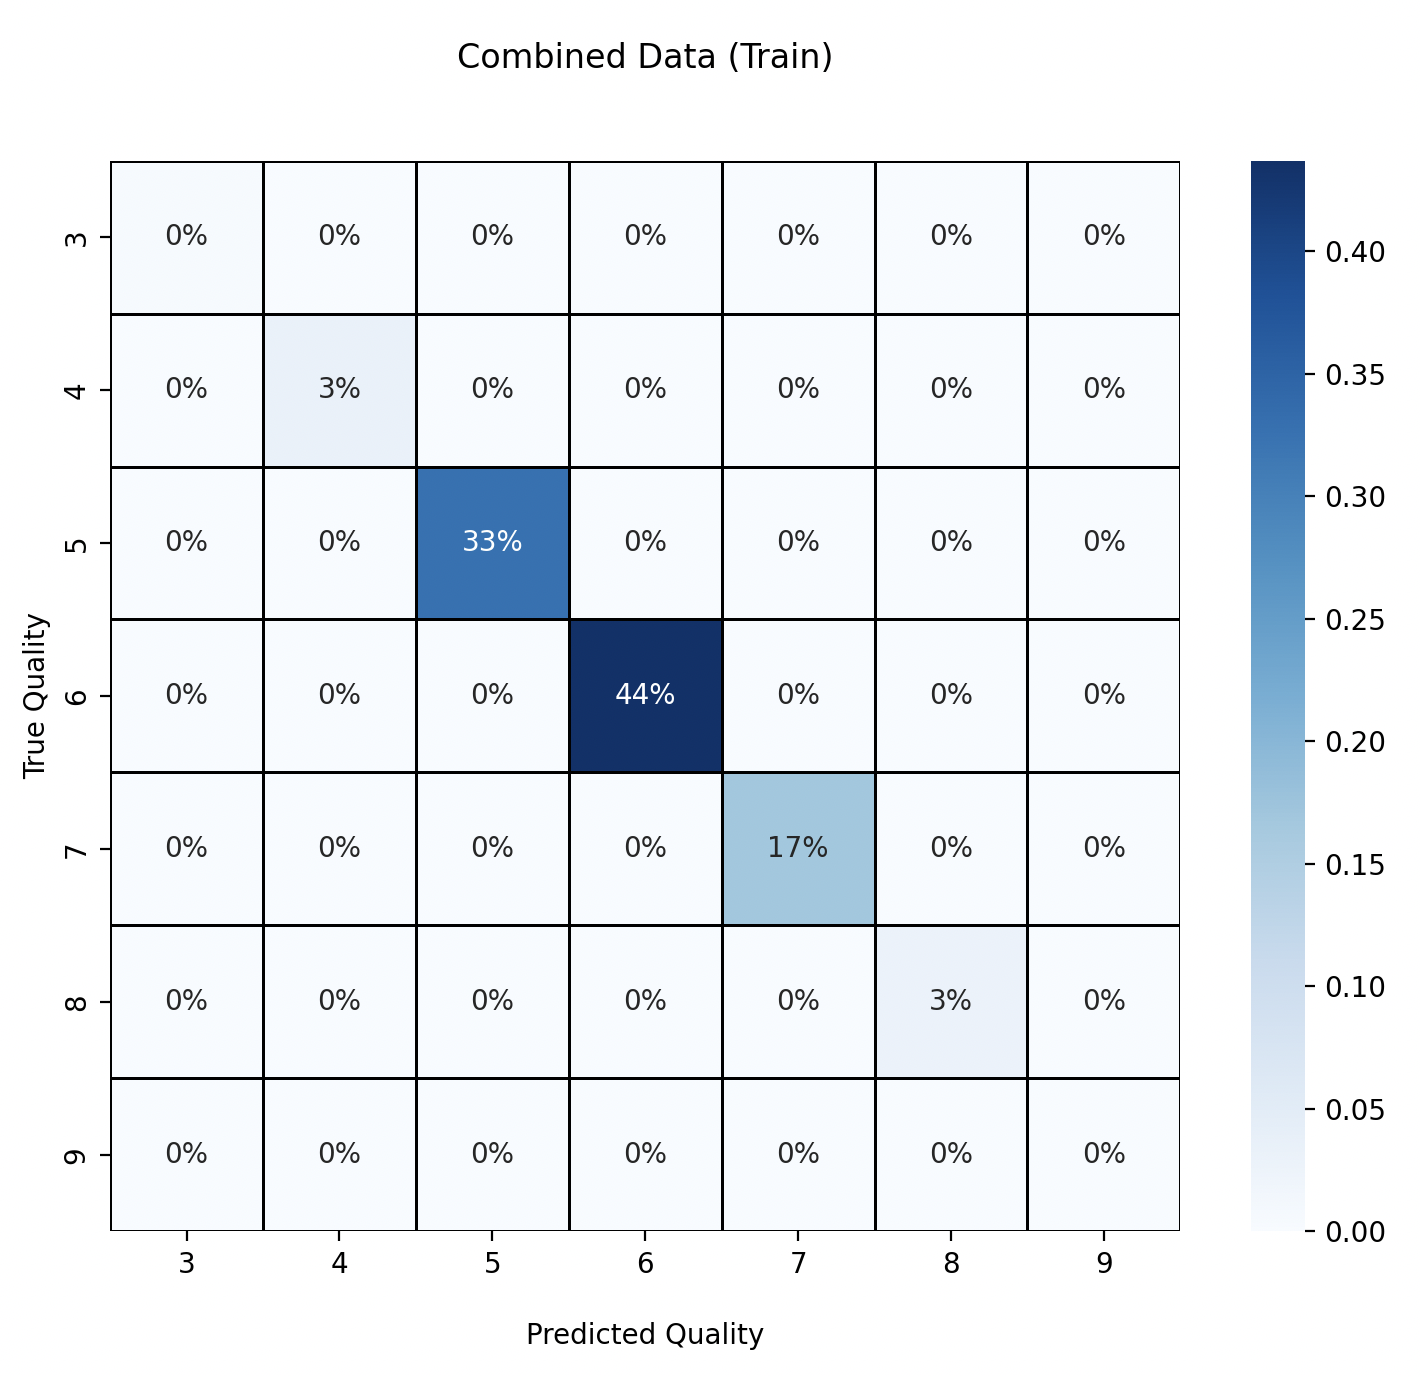 Combined Data (Train)
3 0% 0% 0% 0% 0% 0% 0%
4 0% 3% 0% 0% 0% 0% 0%
5 0% 0% 33% 0% 0% 0% 0%
6 0% 0% 0% 44% 0% 0% 0%
7 0% 0% 0% 0% 17% 0% 0%
8 0% 0% 0% 0% 0% 3% 0%
9 0% 0% 0% 0% 0% 0% 0%
3 4 5 6 7 8 9
True Quality
Predicted Quality
0.40
0.35
0.30
0.25
0.20
0.15
0.10
0.05
0.00